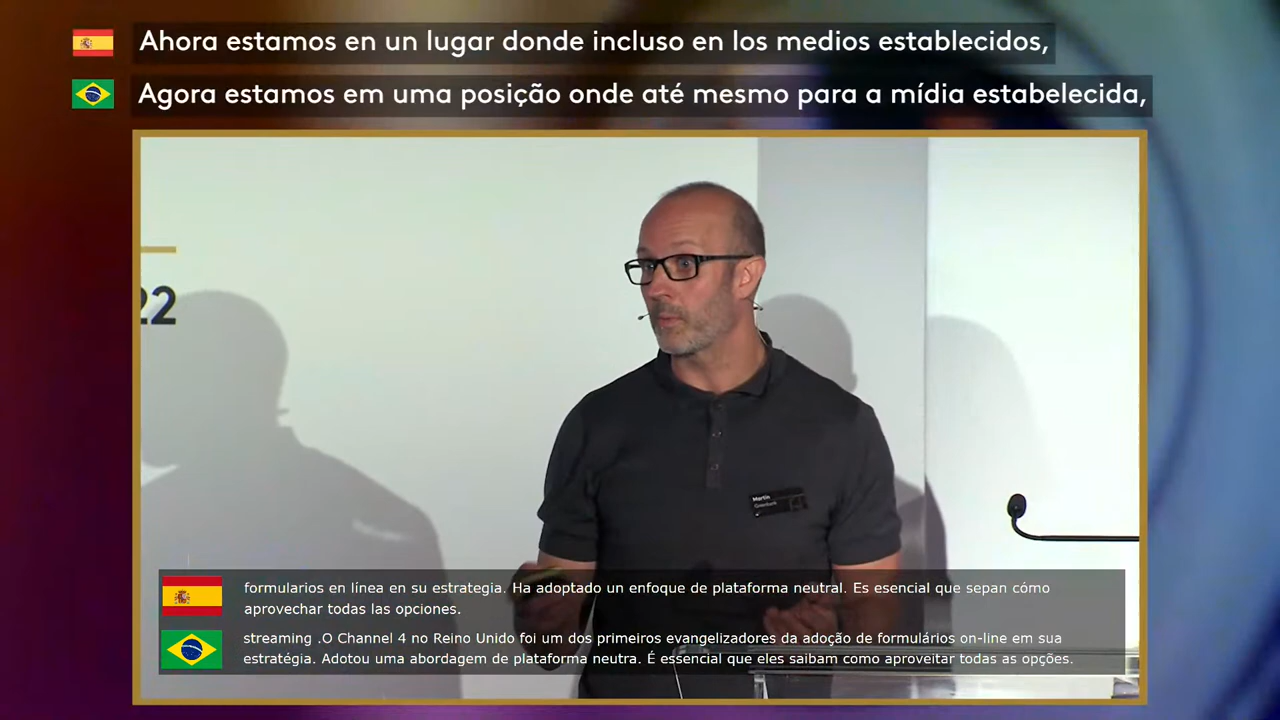 Ahora estamos en un lugar donde incluso en los medios establecidos,
Agora estamos em uma posição onde até mesmo para a mídia estabelecida,
22
Martin
formularios en línea en su estrategia. Ha adoptado un enfoque de plataforma neutral. Es esencial que sepan cómo
aprovechar todas las opciones.
streaming .O Channel 4 no Reino Unido foi um dos primeiros evangelizadores da adoção de formulários on-line em sua
estratégia. Adotou uma abordagem de plataforma neutra. É essencial que eles saibam como aproveitar todas as opções.